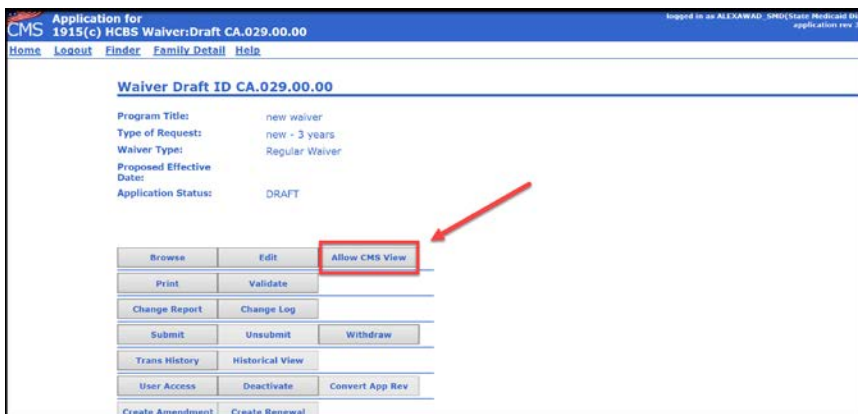 CMS
Application for
1915(c) HCBS Waiver:Draft CA.029.00.00
logged in as ALEXAWAD_SMD(State Medicaid Di
application rev 3
Home Logout Finder Family Detail Help
Waiver Draft ID CA.029.00.00
Program Title: new waiver
Type of Request: new - 3 years
Waiver Type: Regular Waiver
Proposed Effective
Date:
Application Status: DRAFT
Browse Edit Allow CMS View
Print Validate
Change Report Change Log
Submit Unsubmit Withdraw
Trans History Historical View
User Access Deactivate Convert App Rev
Create Amendment Create Renewal